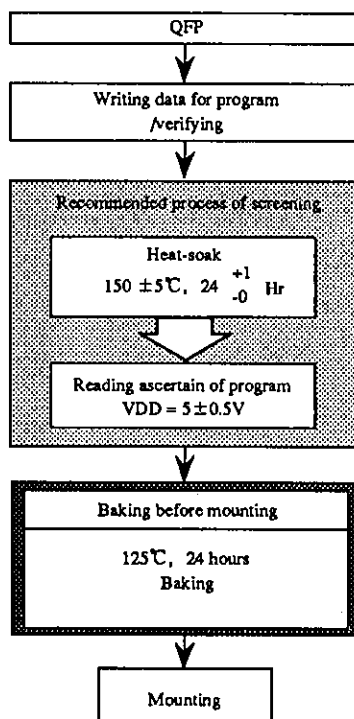 QFP
Writing data for program
/verifying
Recommended process of screening
Heat-soak
150 ±5℃, 24 +1 -0 Hr
Reading ascertain of program
VDD = 5±0.5V
Baking before mounting
125℃, 24 hours
Baking
Mounting